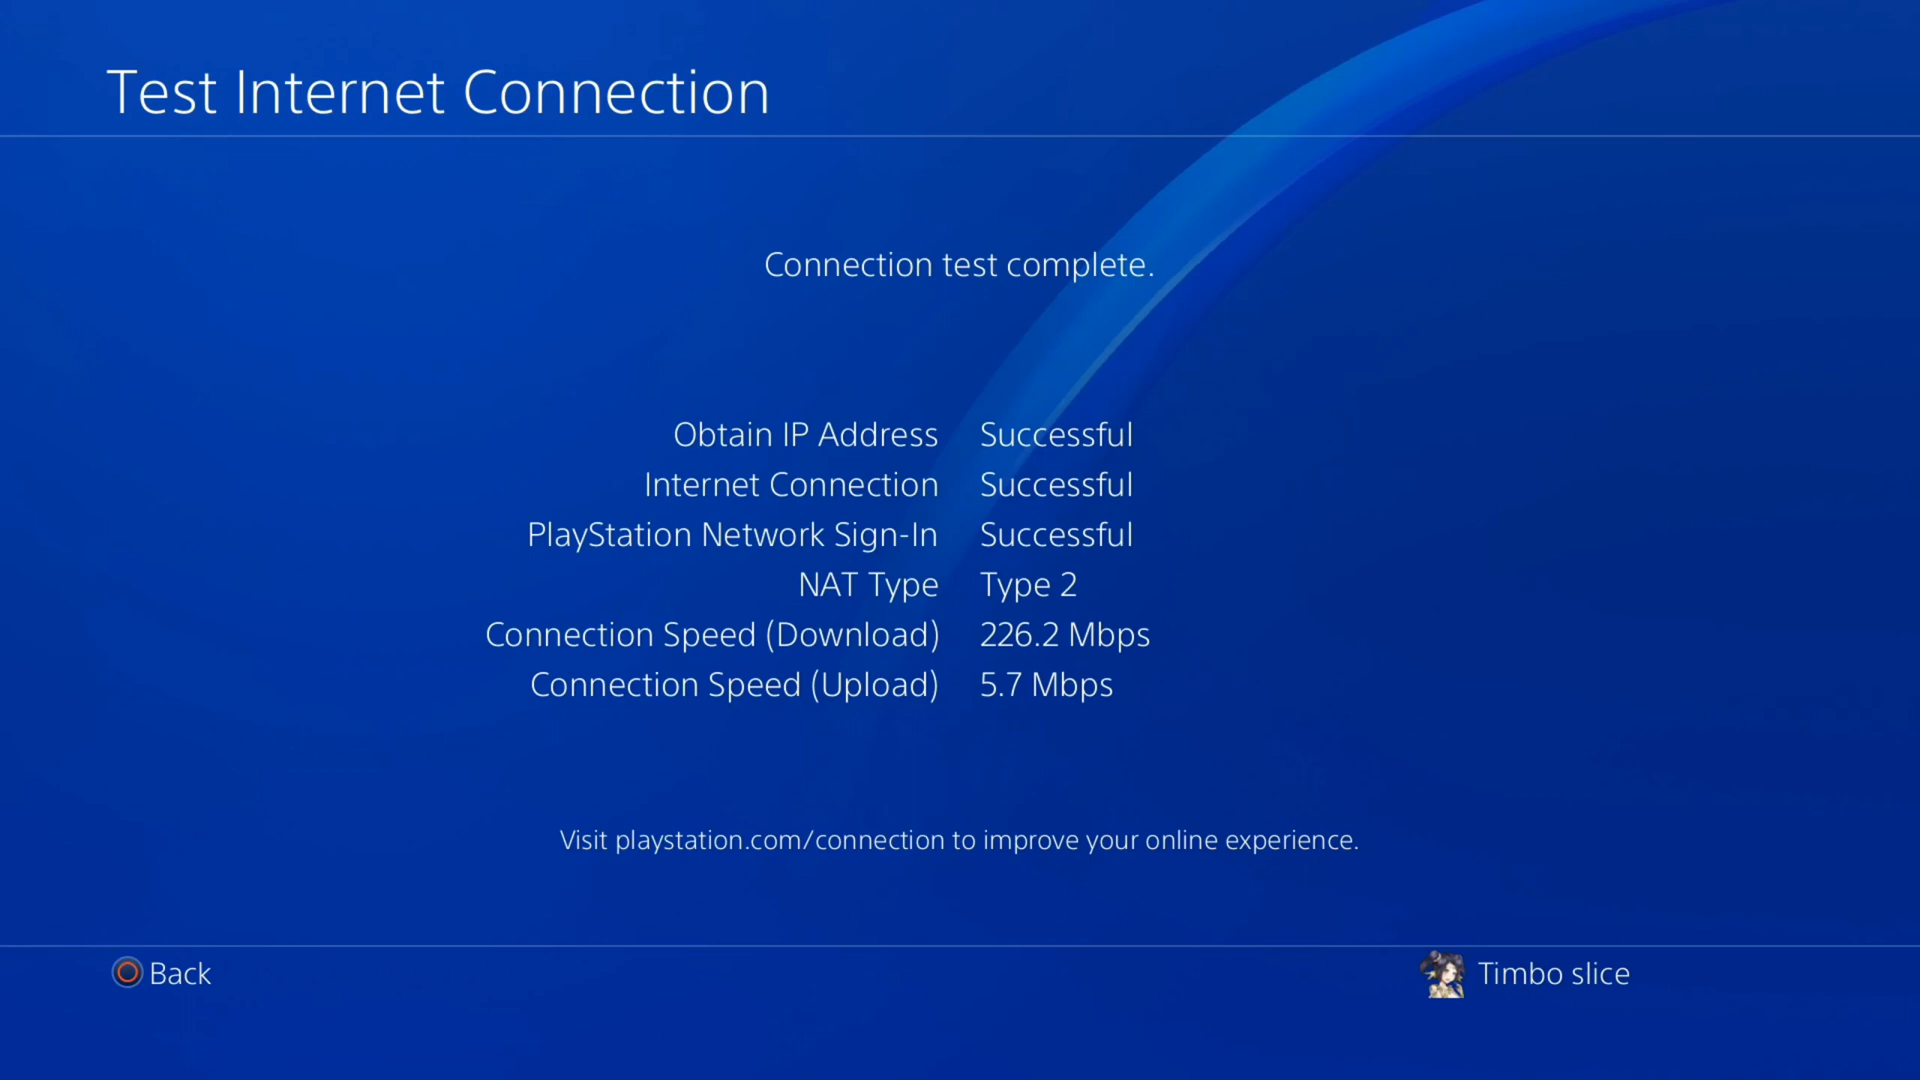 Test Internet Connection
Connection test complete.
Obtain IP Address Successful
Internet Connection Successful
PlayStation Network Sign-In Successful
NAT Type Type 2
Connection Speed (Download) 226.2 Mbps
Connection Speed (Upload) 5.7 Mbps
Visit playstation.com/connection to improve your online experience.
Back Timbo slice